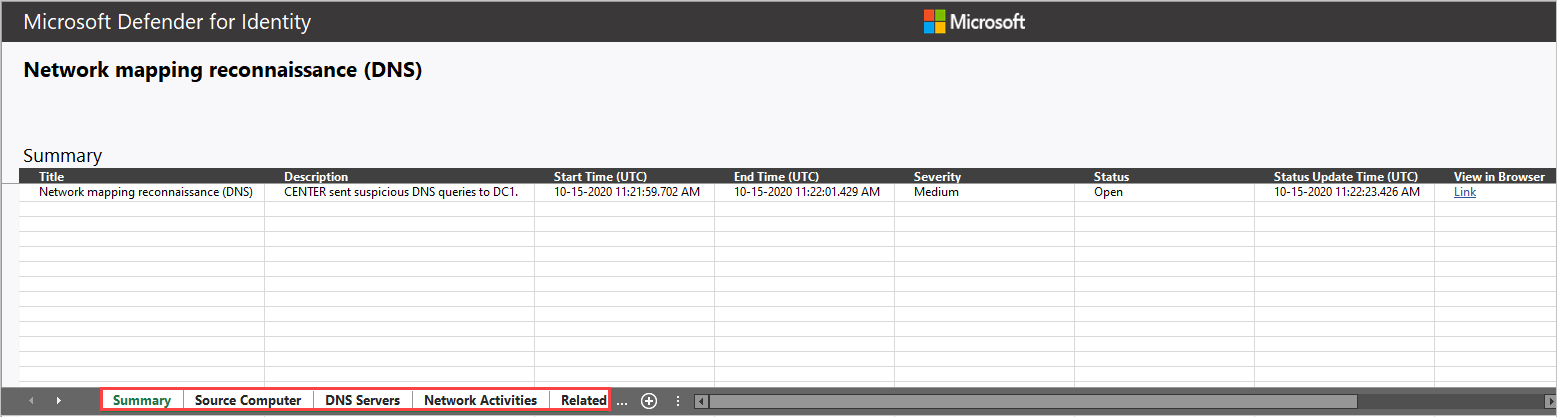 Microsoft Defender for Identity Microsoft
Network mapping reconnaissance (DNS)
Summary
Title Description Start Time (UTC) End Time (UTC) Severity Status Status Update Time (UTC) View in Browser
Network mapping reconnaissance (DNS) CENTER sent suspicious DNS queries to DC1. 10-15-2020 11:21:59.702 AM 10-15-2020 11:22:01.429 AM Medium Open 10-15-2020 11:22:23.426 AM Link
Summary Source Computer DNS Servers Network Activities Related ...